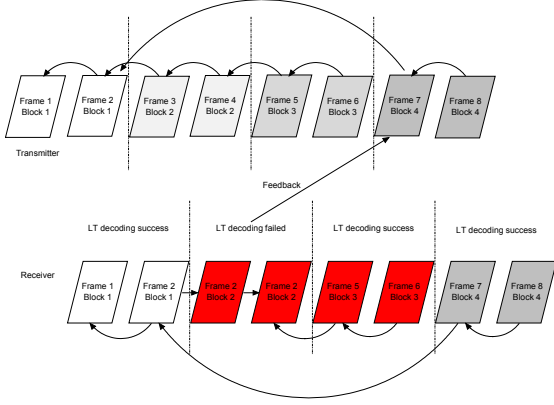 Frame 1
Block 1
Frame 2
Block 1
Frame 3
Block 2
Frame 4
Block 2
Frame 5
Block 3
Frame 6
Block 3
Frame 7
Block 4
Frame 8
Block 4
Transmitter
Feedback
LT decoding success
LT decoding failed
LT decoding success
LT decoding success
Receiver
Frame 1
Block 1
Frame 2
Block 1
Frame 2
Block 2
Frame 2
Block 2
Frame 5
Block 3
Frame 6
Block 3
Frame 7
Block 4
Frame 8
Block 4